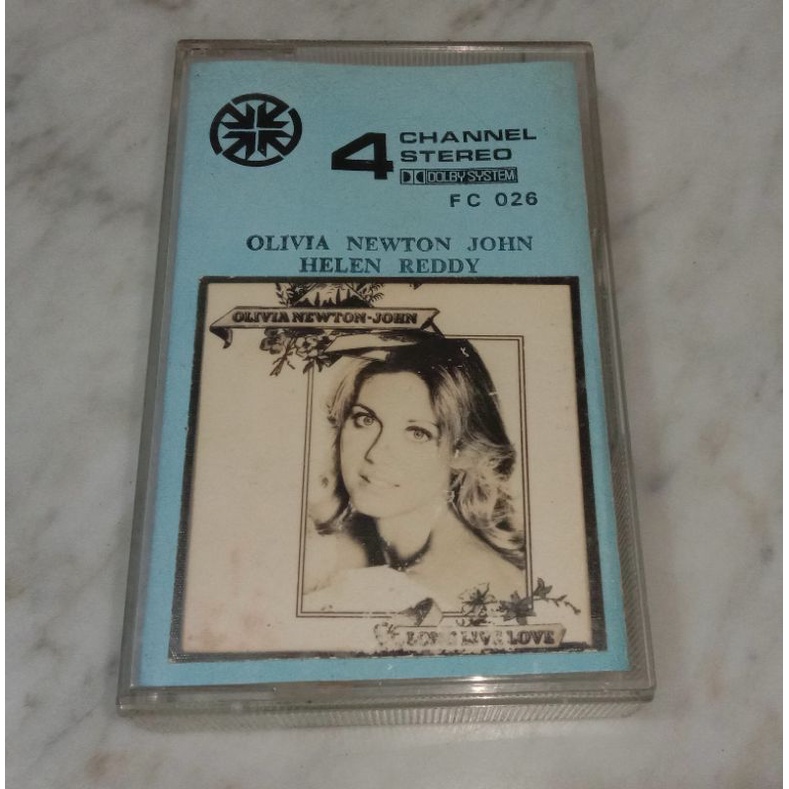 4 CHANNEL
STEREO
DOLBY SYSTEM
FC 026
OLIVIA NEWTON JOHN
HELEN REDDY
OLIVIA NEWTON-JOHN
LONG LIVE LOVE